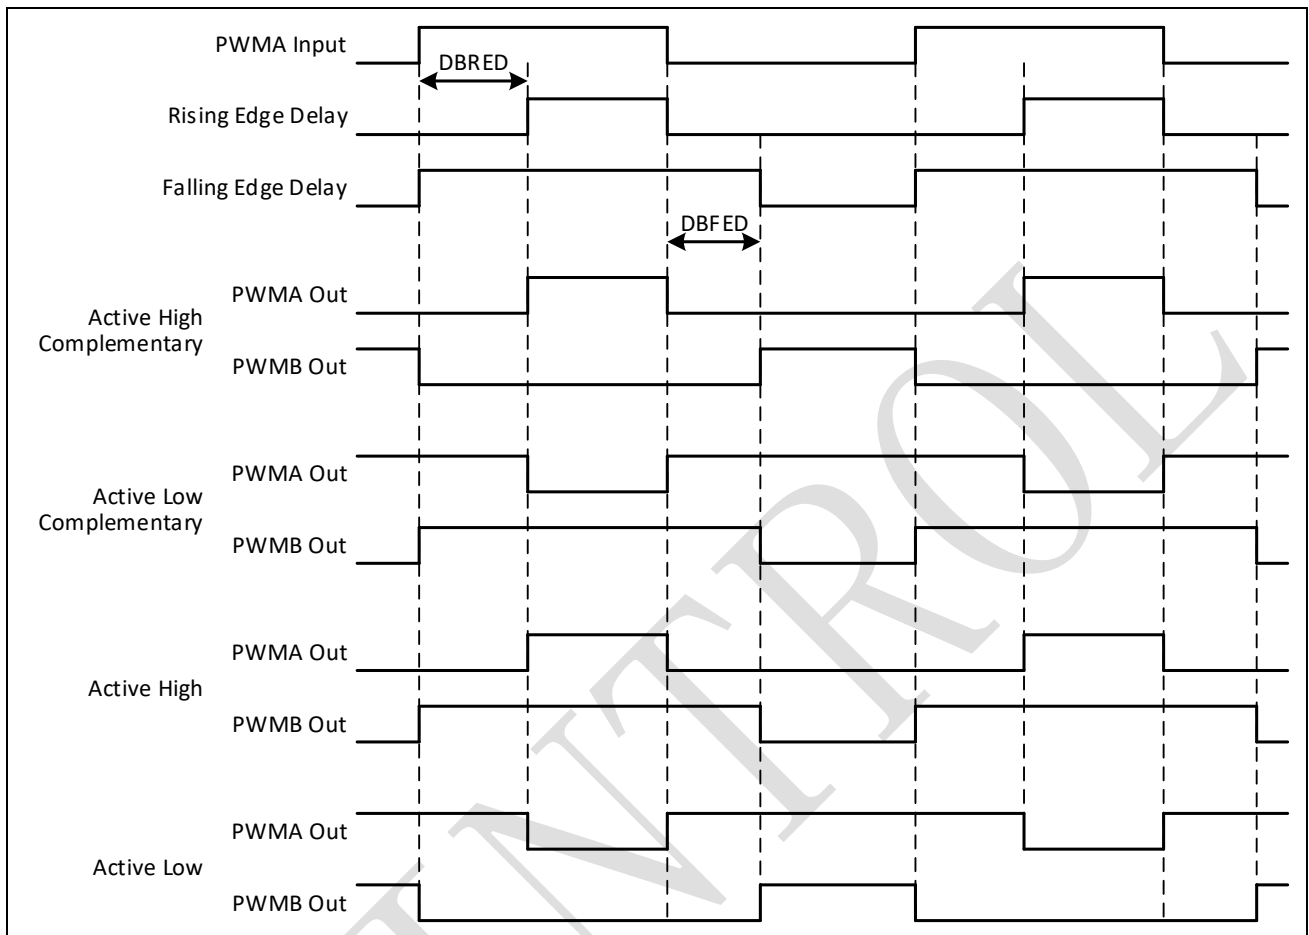 PWMA Input
DBRED
Rising Edge Delay
Falling Edge Delay
DBFED
PWMA Out
Active High
Complementary
PWMB Out
PWMA Out
Active Low
Complementary
PWMB Out
PWMA Out
Active High
PWMB Out
PWMA Out
Active Low
PWMB Out
NTROL